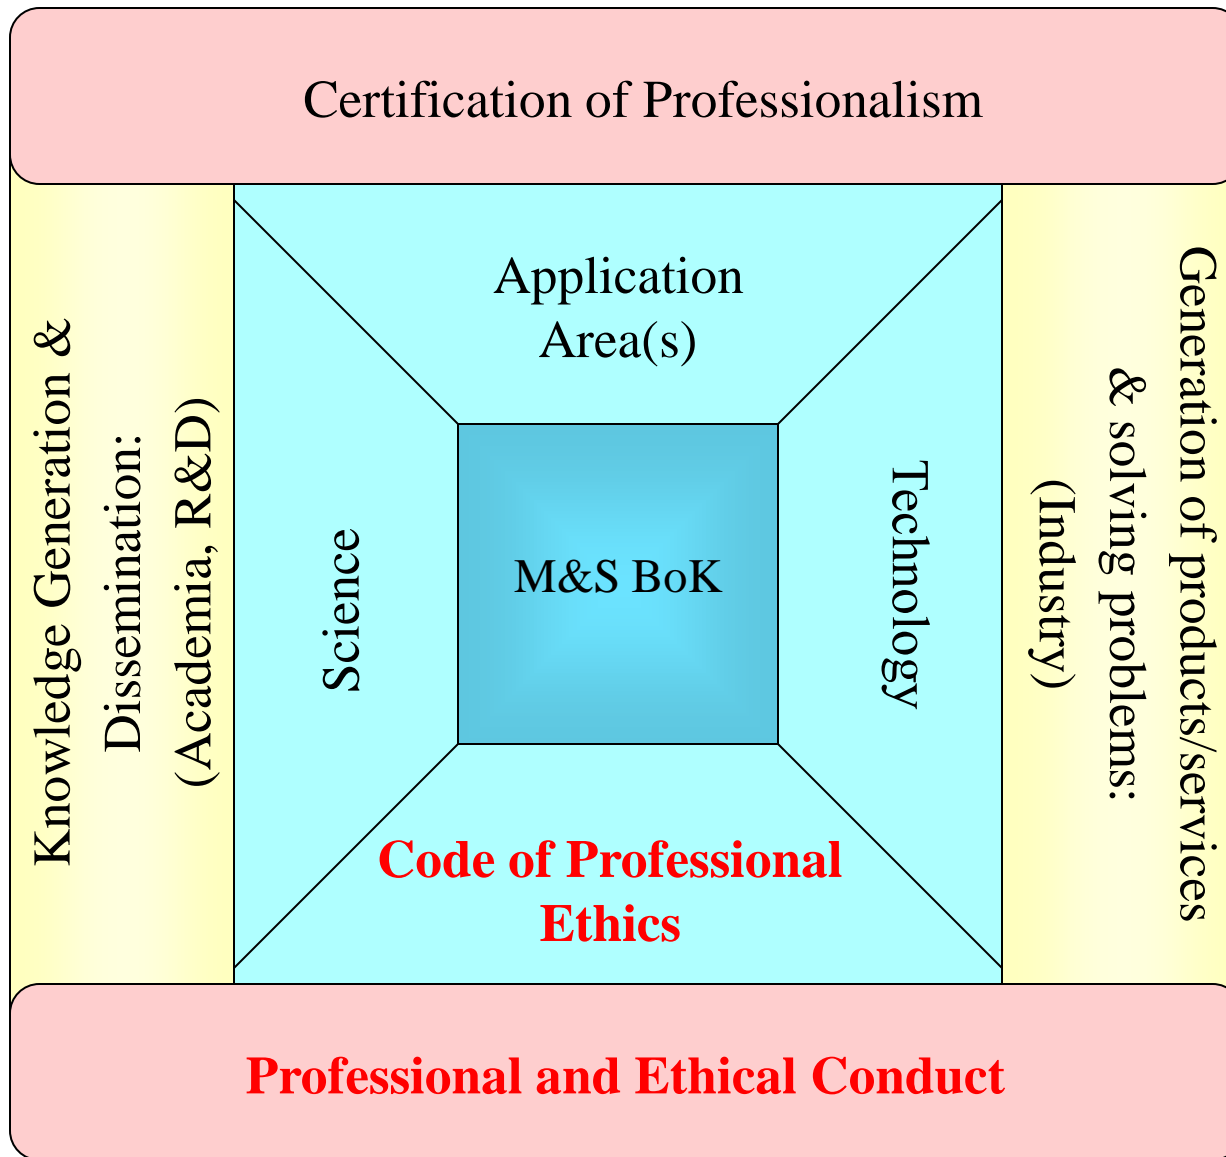 Certification of Professionalism
Application
Area(s)
Knowledge Generation &
Dissemination:
(Academia, R&D)
Science
M&S BoK
Technology
Generation of products/services
& solving problems:
(Industry)
Code of Professional
Ethics
Professional and Ethical Conduct